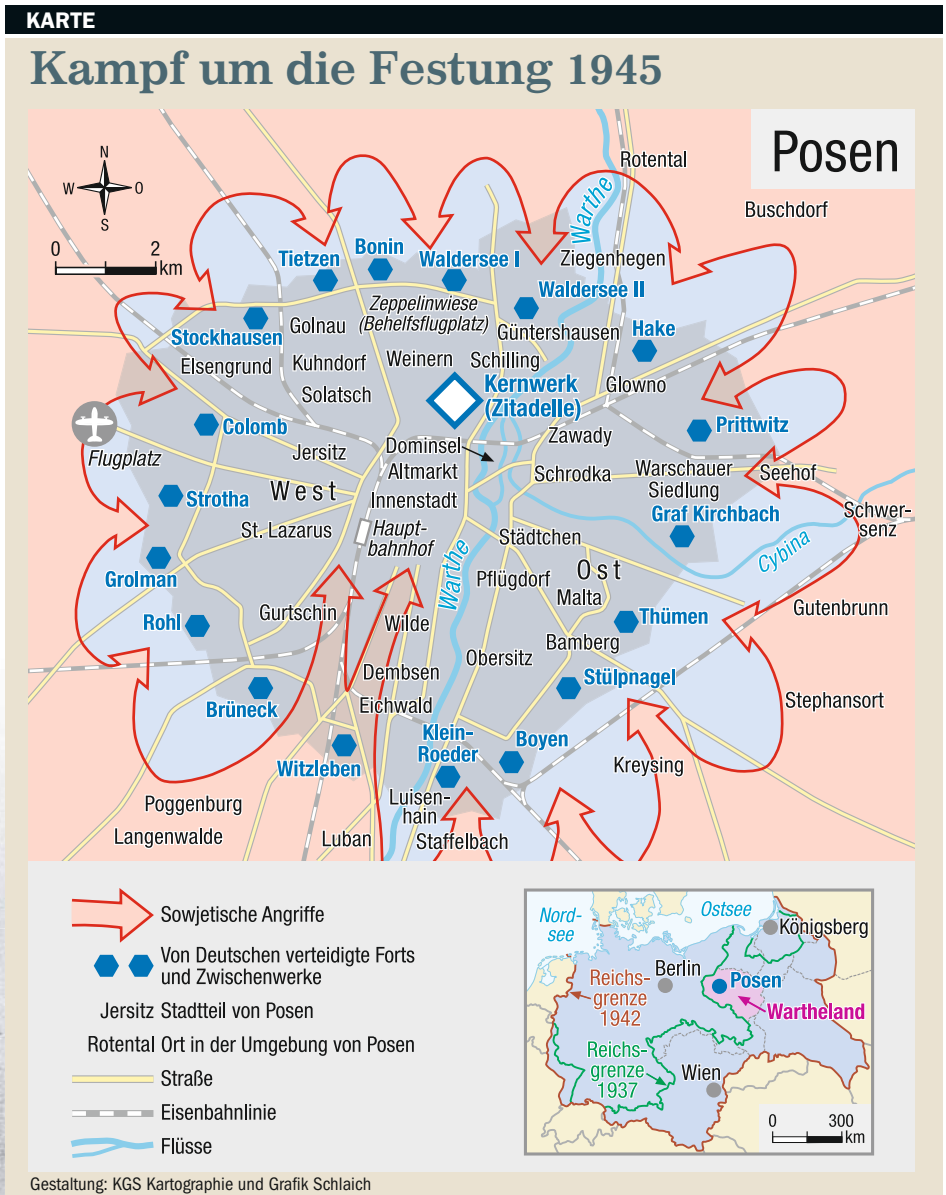 KARTE
Kampf um die Festung 1945
Posen
N
W
O
S
0
2
km
Rotental
Buschdorf
Warthe
Ziegenhegen
Tietzen
Bonin
Waldersee I
Waldersee II
Zeppelinwiese
(Behelfsflugplatz)
Stockhausen
Golnau
Güntershausen
Hake
Elsengrund
Kuhndorf
Weinern
Schilling
Solatsch
Kernwerk
(Zitadelle)
Glowno
Colomb
Prittwitz
Flugplatz
Jersitz
Dominsel
Altmarkt
Zawady
West
Innenstadt
Schrodka
Warschauer
Siedlung
Seehof
Strotha
Graf Kirchbach
Schwer-
senz
St. Lazarus
Haupt-
bahnhof
Städtchen
Cybina
Warthe
Grolman
Pflügdorf
Ost
Malta
Rohl
Gurtschin
Wilde
Thümen
Gutenbrunn
Bamberg
Obersitz
Dembsen
Stülpnagel
Brüneck
Eichwald
Stephansort
Klein-
Roeder
Boyen
Witzleben
Kreysing
Poggenburg
Luisen-
hain
Langenwalde
Luban
Staffelbach
Sowjetische Angriffe
Von Deutschen verteidigte Forts
und Zwischenwerke
Jersitz Stadtteil von Posen
Rotental Ort in der Umgebung von Posen
Straße
Eisenbahnlinie
Flüsse
Nord-
see
Ostsee
Königsberg
Berlin
Posen
Reichs-
grenze
1942
Wartheland
Reichs-
grenze
1937
Wien
0
300
km
Gestaltung: KGS Kartographie und Grafik Schlaich